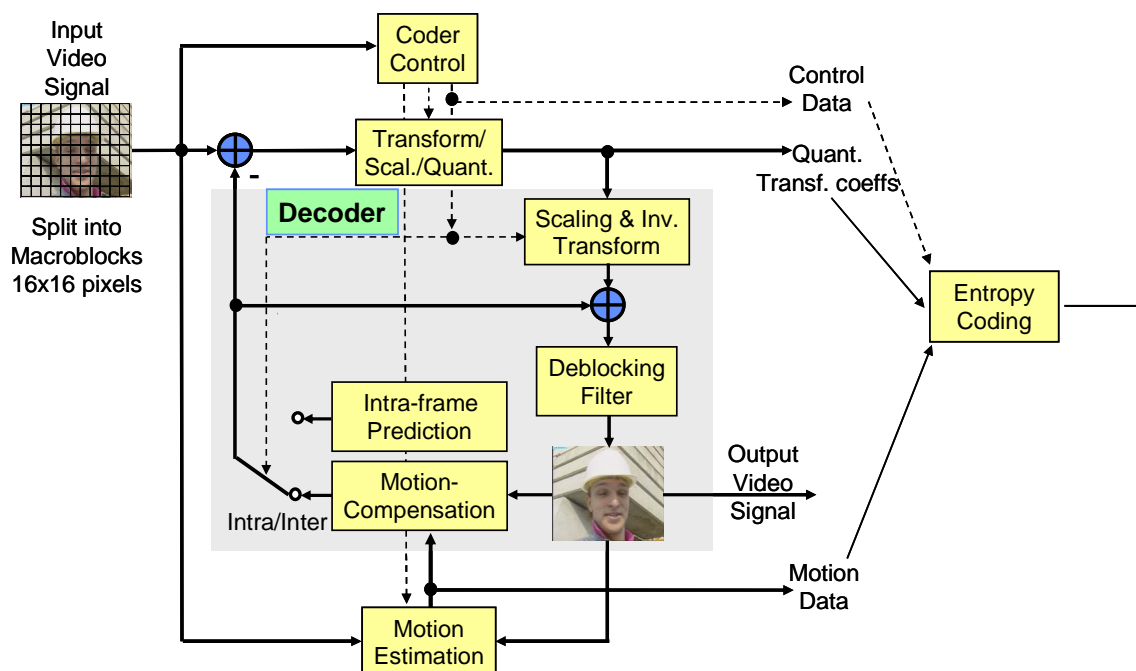 Input
Video
Signal
Coder
Control
Control
Data
Transform/
Scal./Quant.
-
Quant.
Transf. coeffs
Decoder
Split into
Macroblocks
16x16 pixels
Scaling & Inv.
Transform
Entropy
Coding
Deblocking
Filter
Intra-frame
Prediction
Motion-
Compensation
Output
Video
Signal
Intra/Inter
Motion
Data
Motion
Estimation